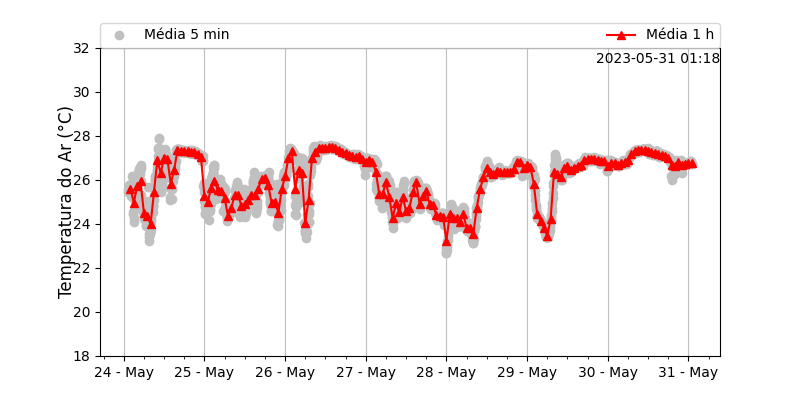 Média 5 min
Média 1 h
2023-05-31 01:18
Temperatura do Ar (°C)
32
30
28
26
24
22
20
18
24 - May
25 - May
26 - May
27 - May
28 - May
29 - May
30 - May
31 - May